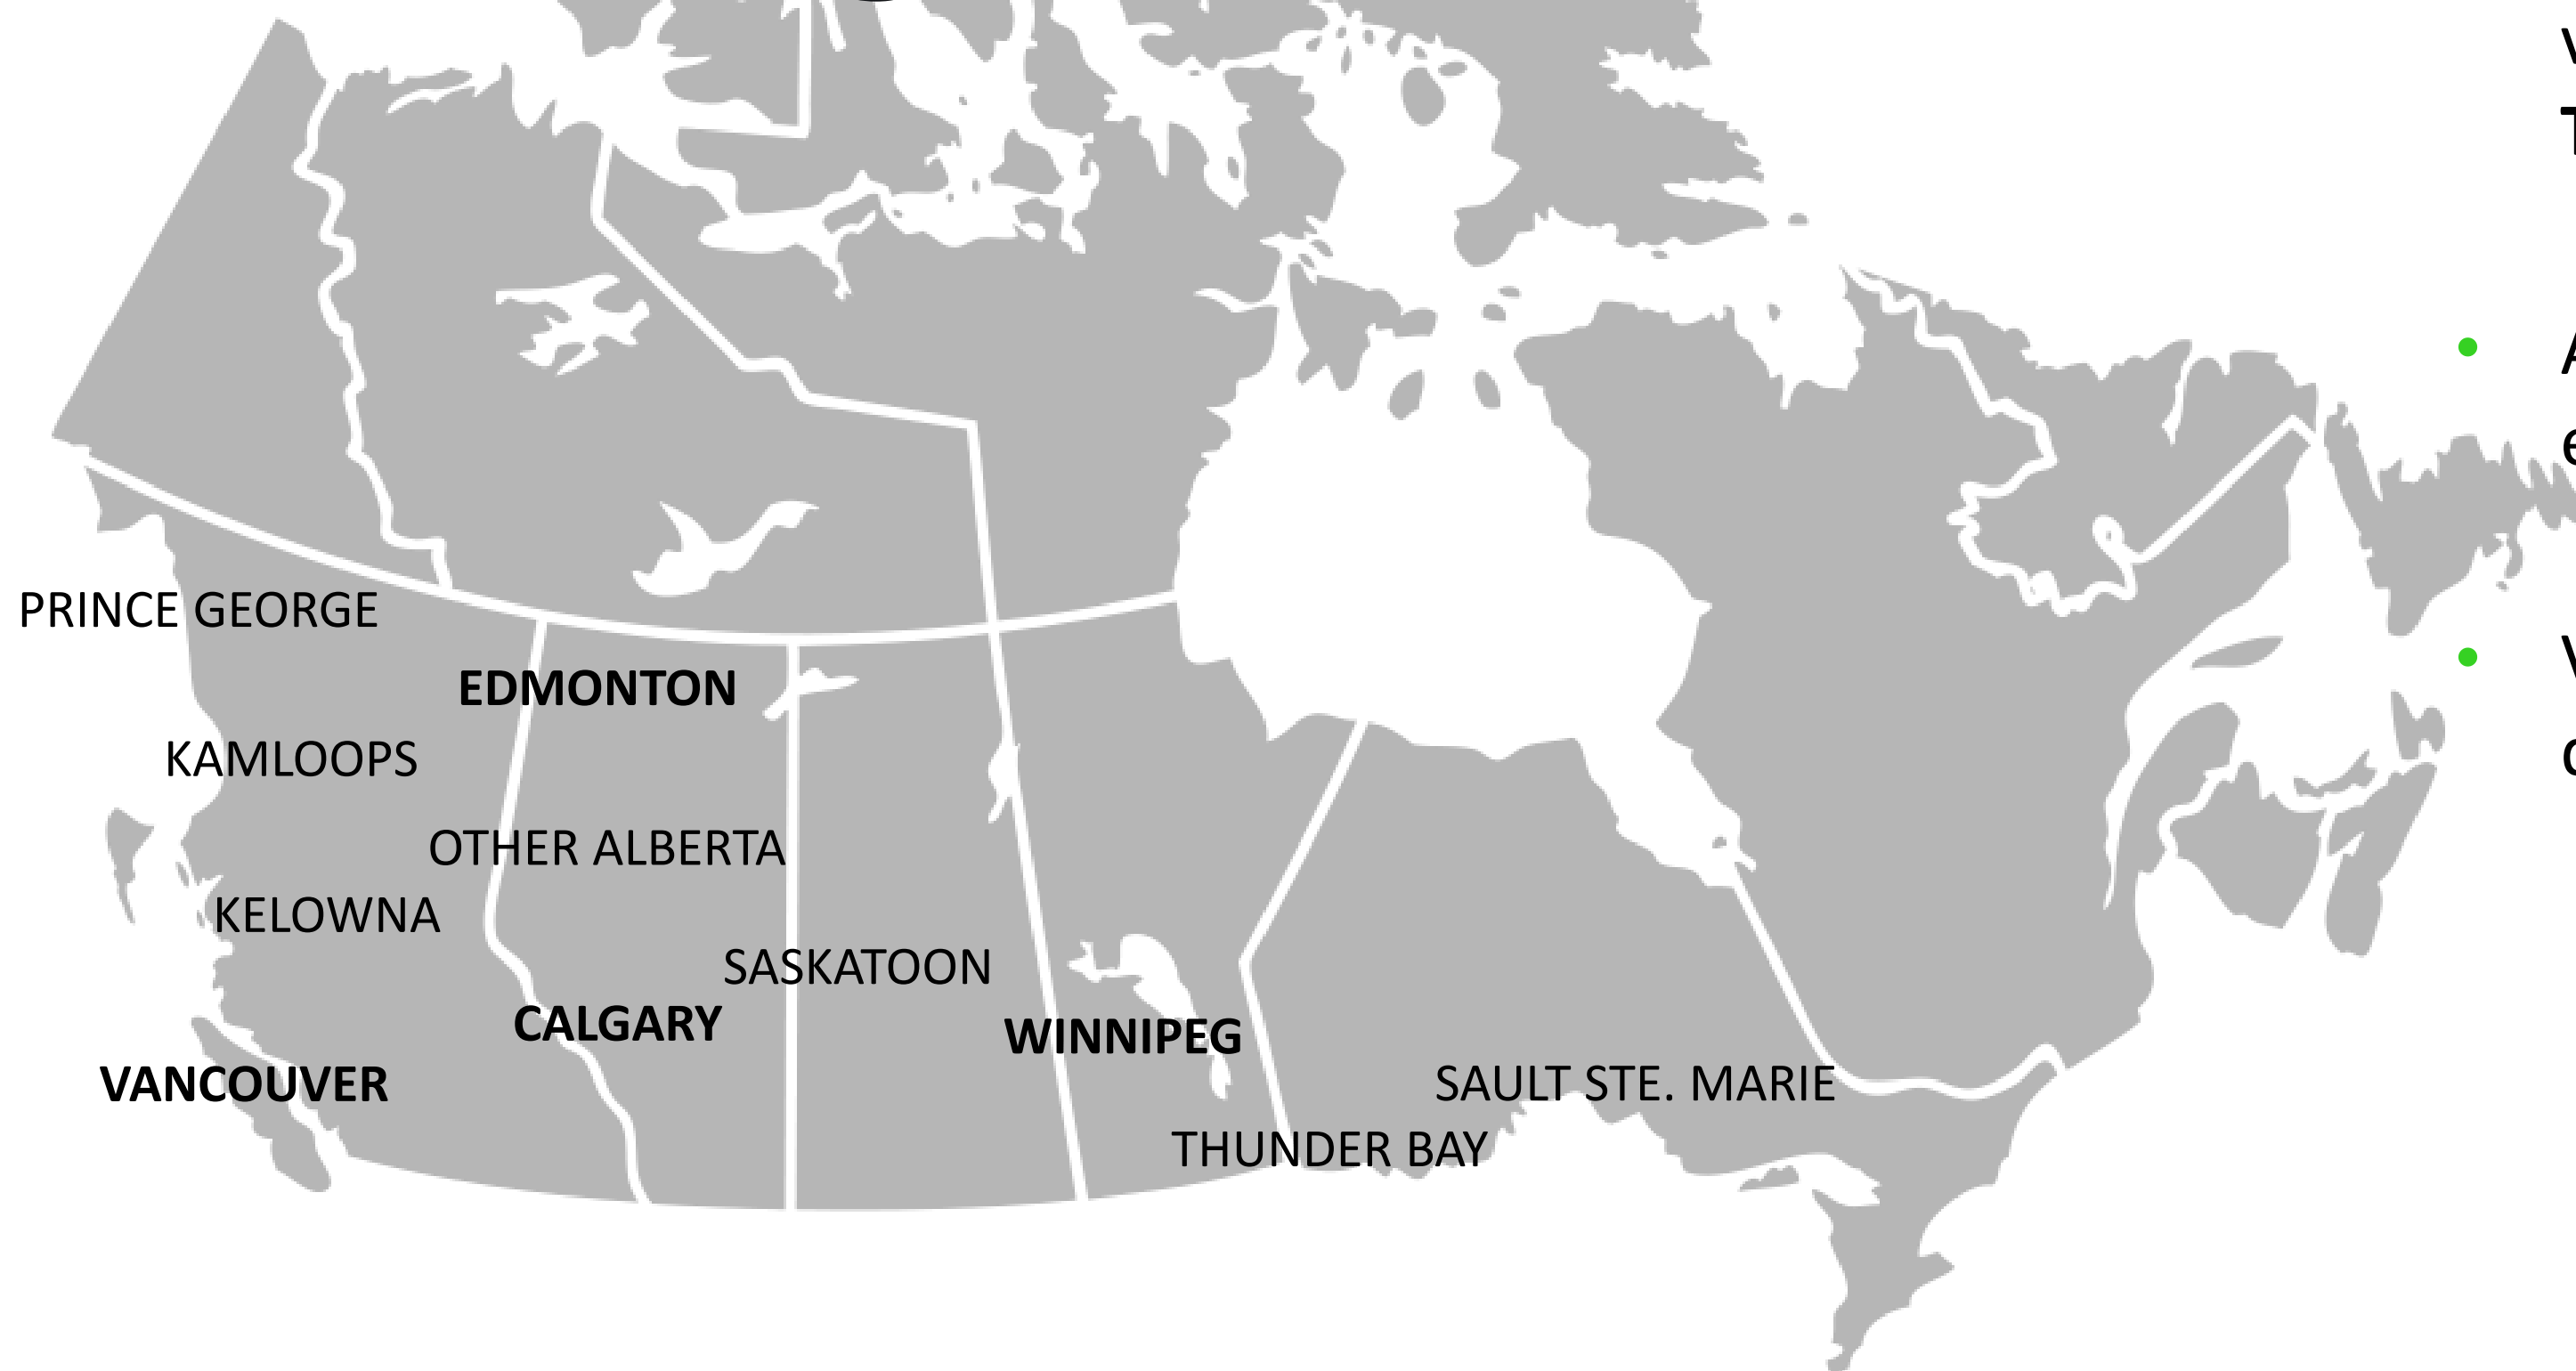 PRINCE GEORGE
EDMONTON
KAMLOOPS
OTHER ALBERTA
KELOWNA
SASKATOON
CALGARY
WINNIPEG
VANCOUVER
SAULT STE. MARIE
THUNDER BAY